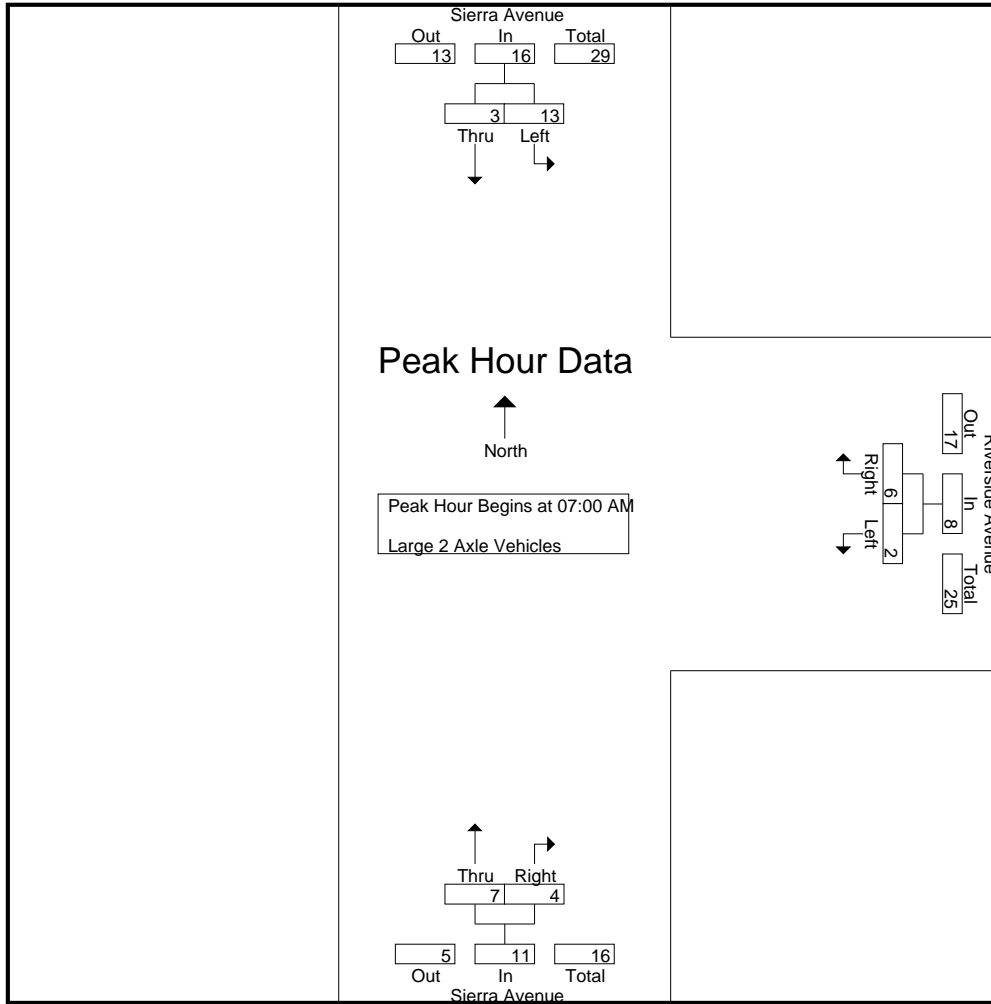 Sierra Avenue
Out In Total
13 16 29
3 13
Thru Left
Peak Hour Data
North
Peak Hour Begins at 07:00 AM
Large 2 Axle Vehicles
Riverside Avenue
Out In Total
17 8 25
6 2
Right Left
Thru Right
7 4
5 11 16
Out In Total
Sierra Avenue